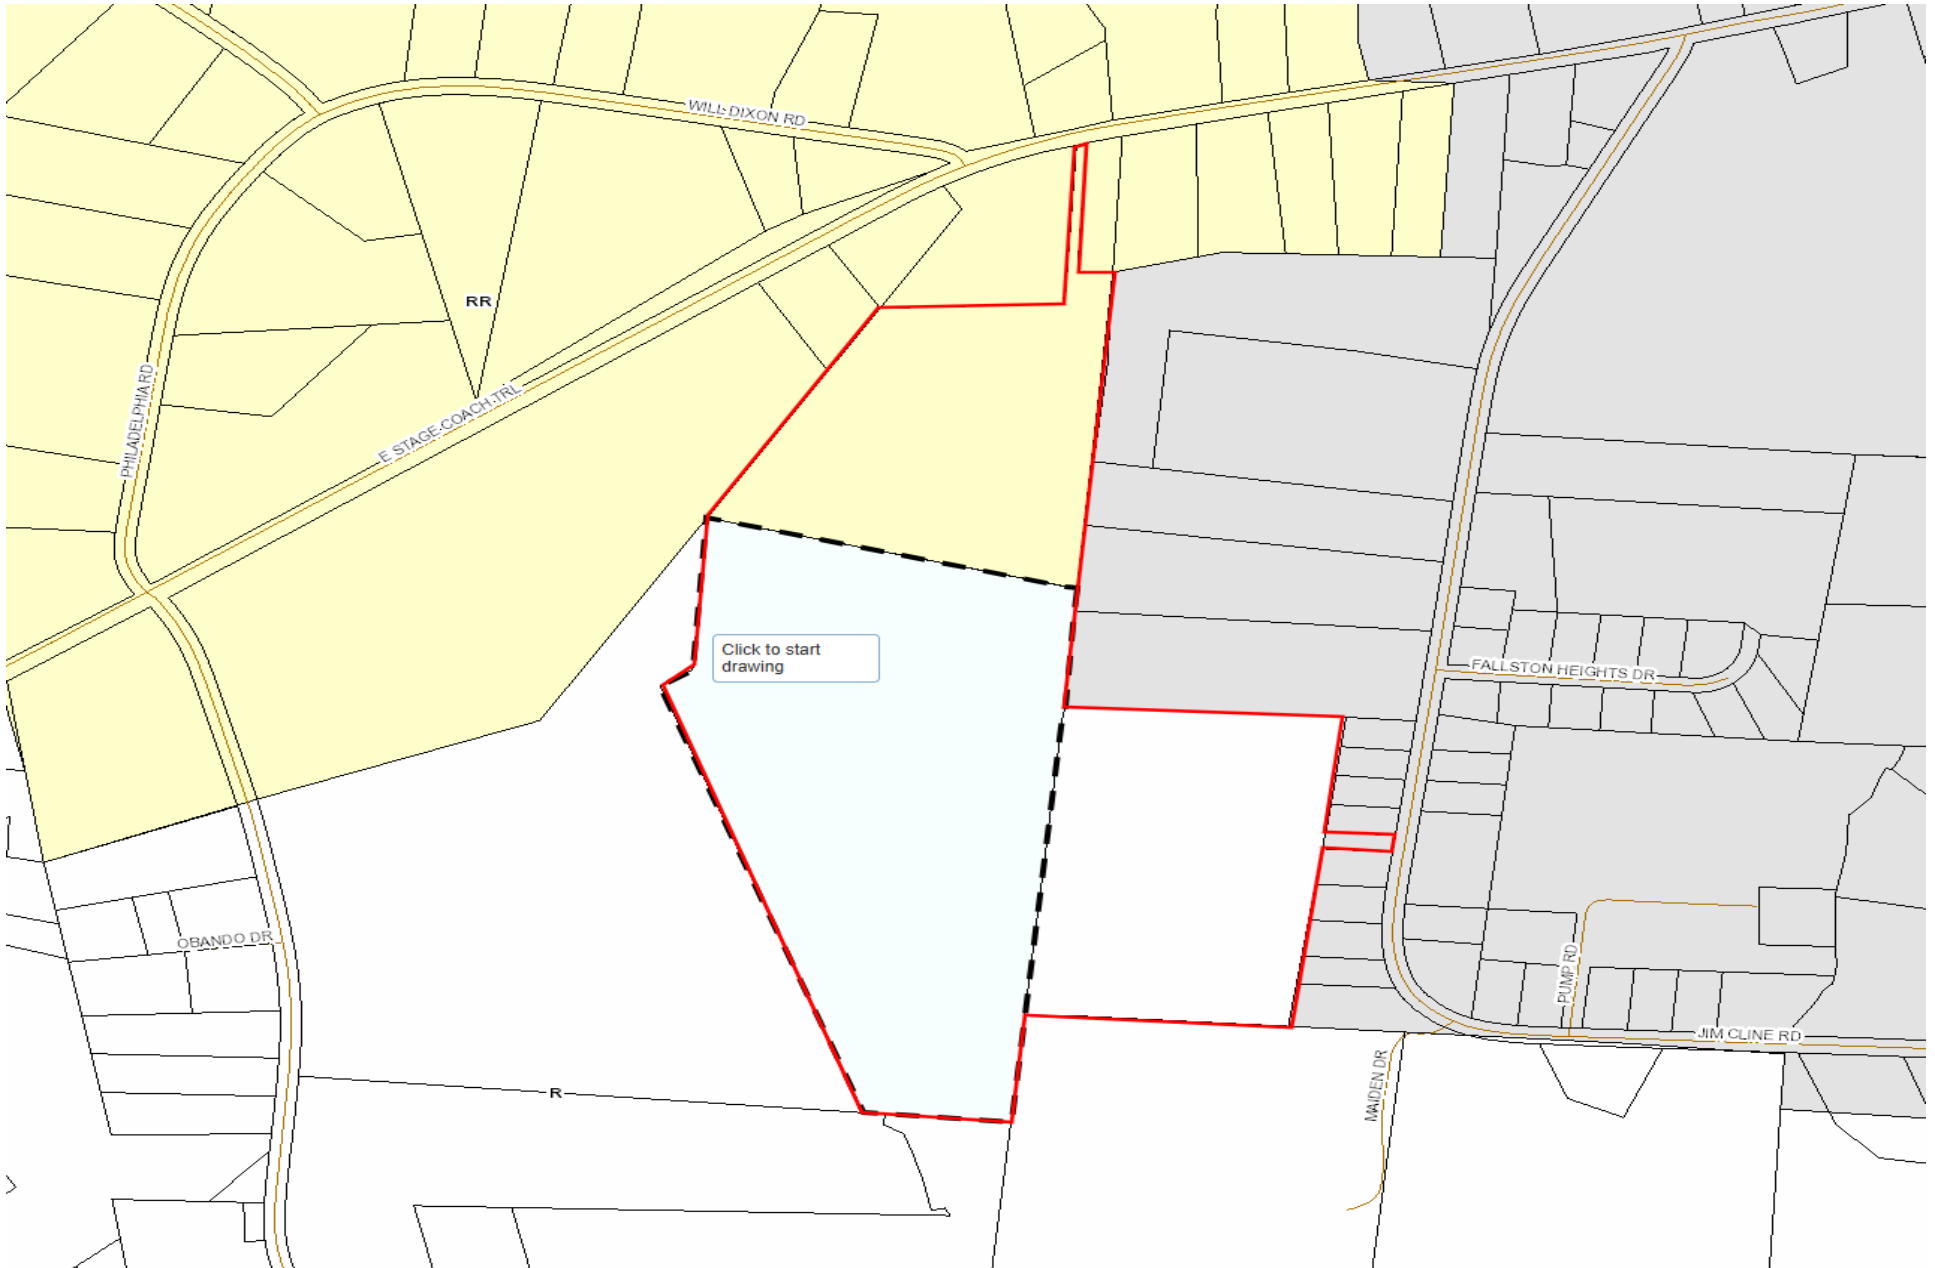 WILL DIXON RD
RR
PHILADELPHIA RD
E STAGE COACH TRL
Click to start
drawing
FALLSTON HEIGHTS DR
OBANDO DR
PUMP RD
JIM CLINE RD
MAIDEN DR
R